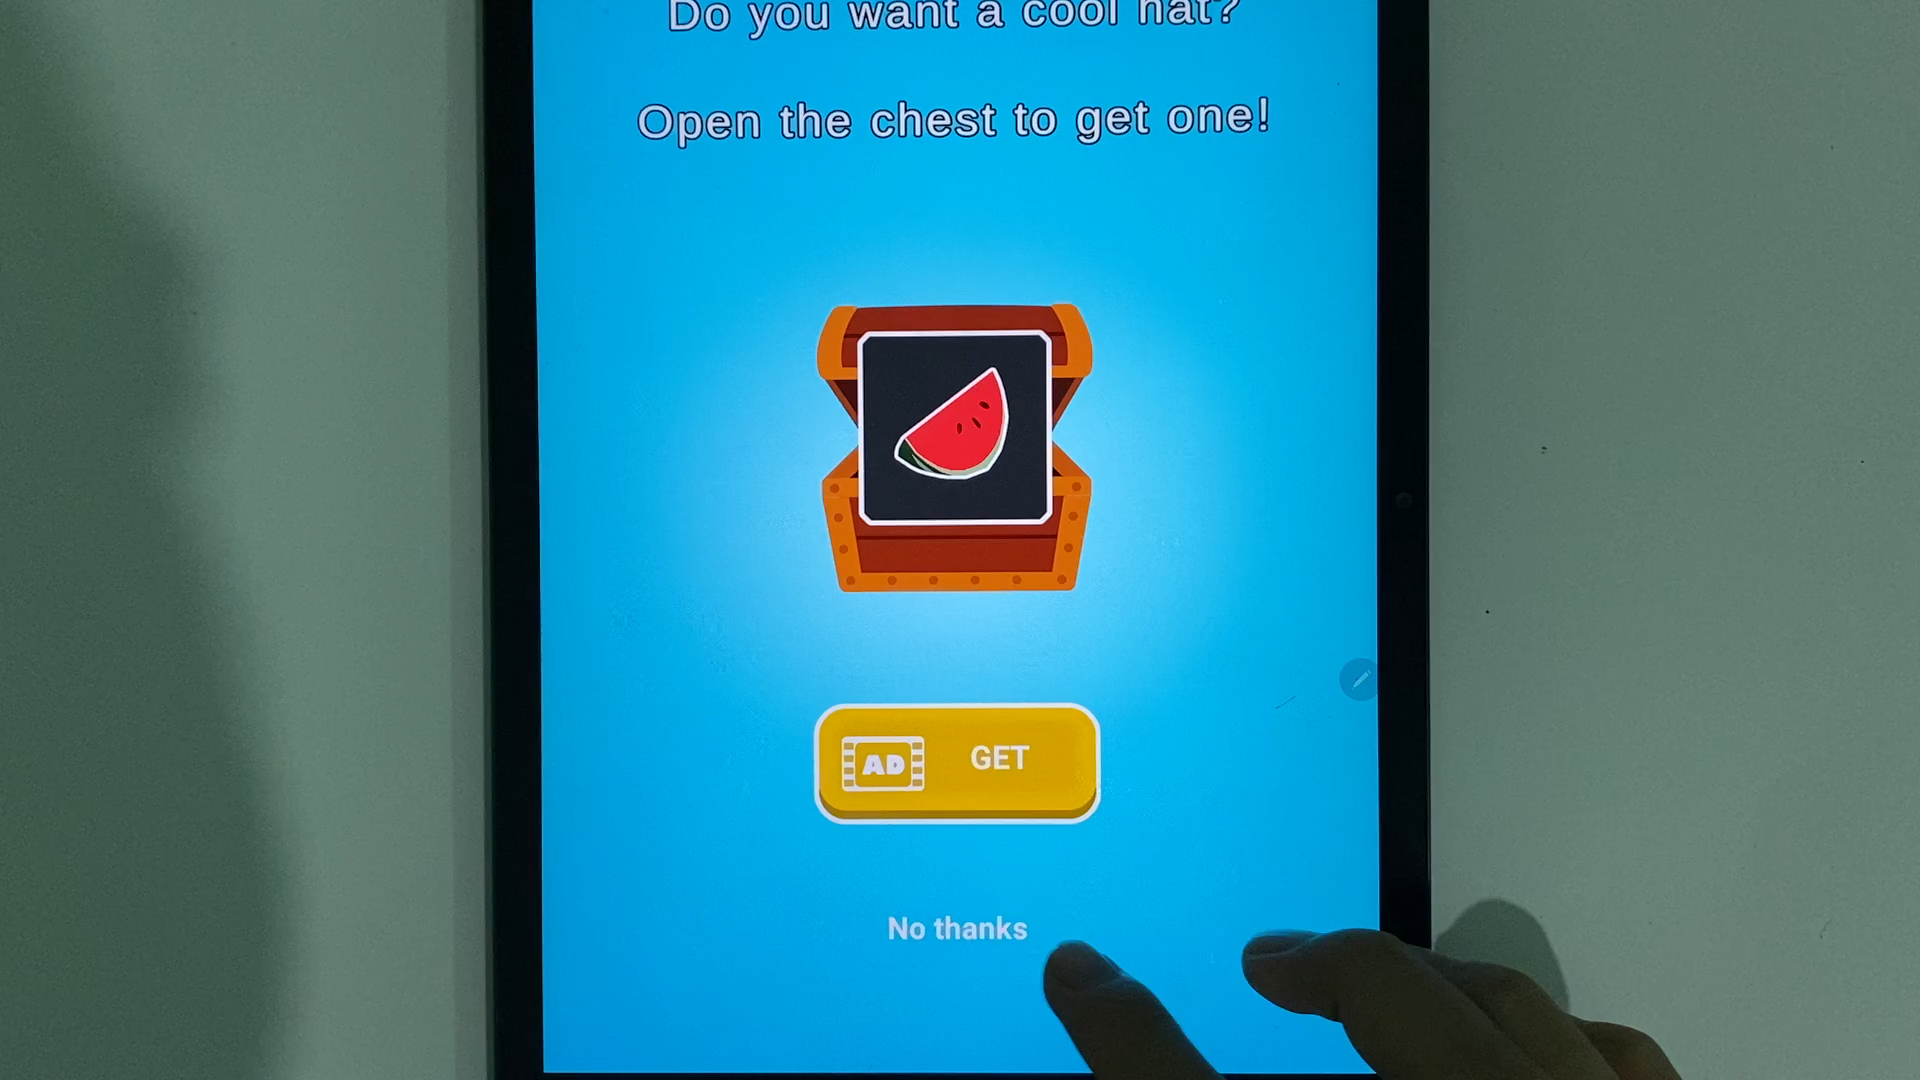 Do you want a cool hat?
Open the chest to get one!
AD GET
No thanks